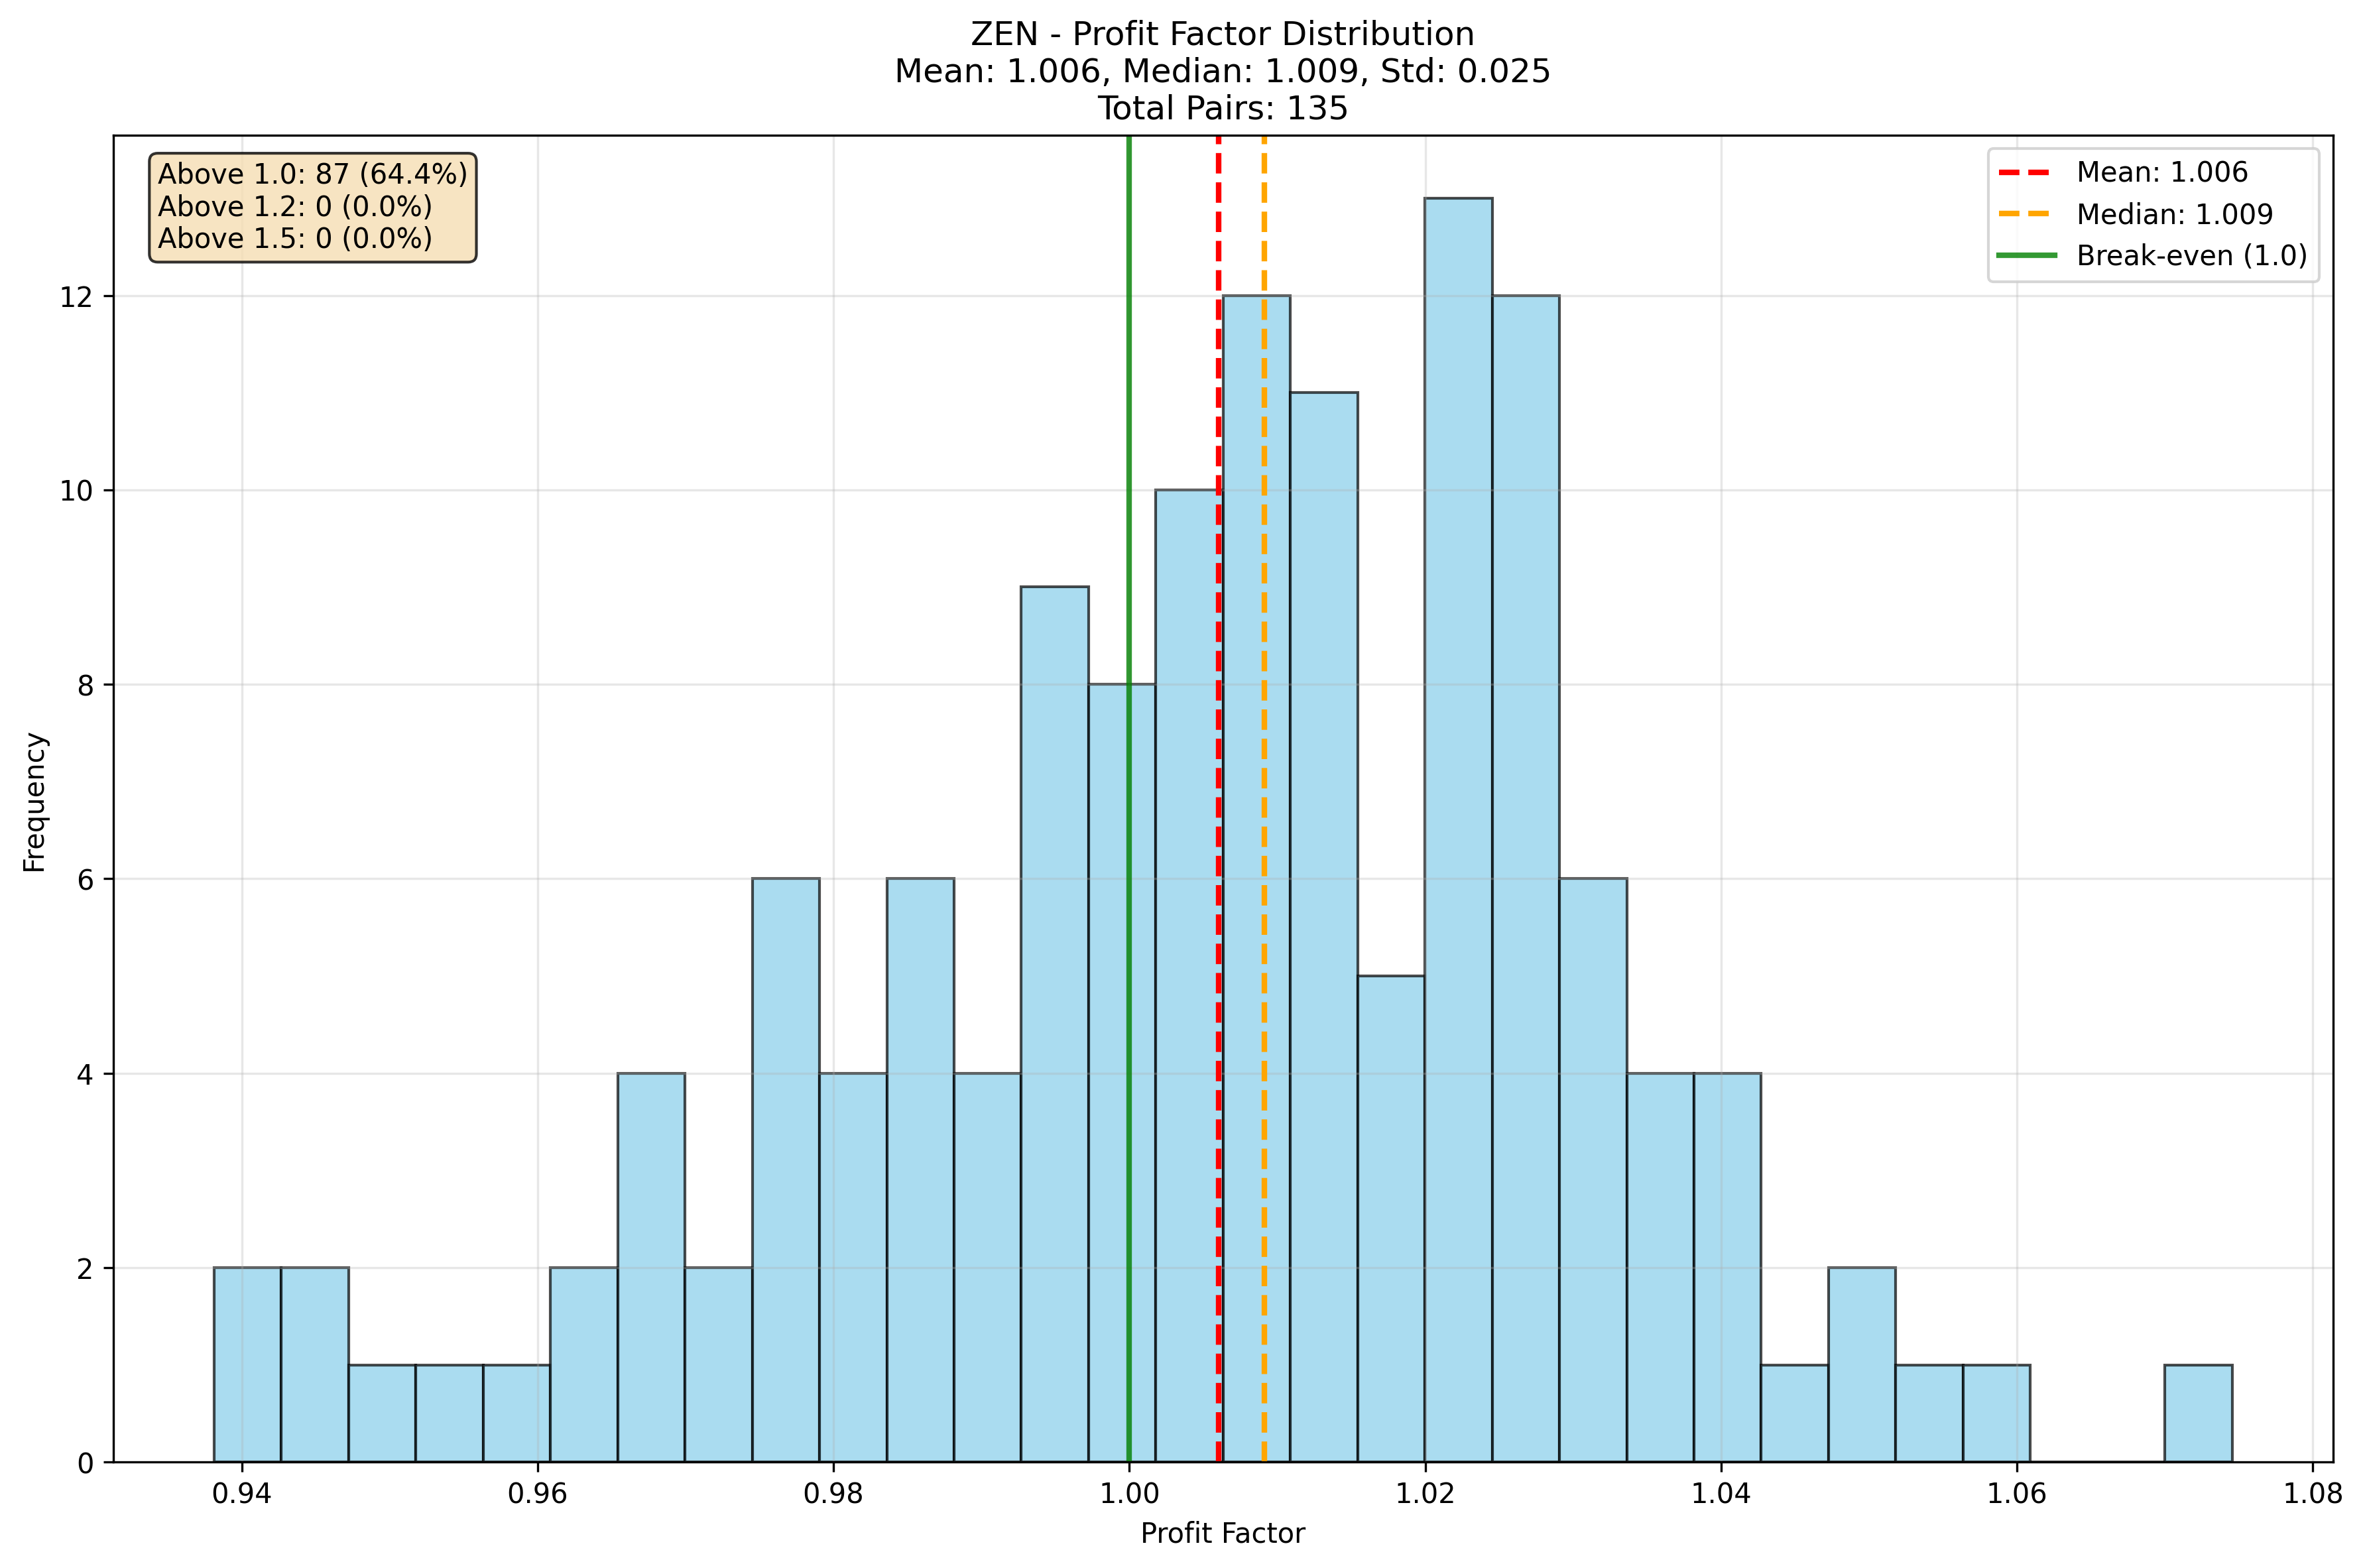 ZEN - Profit Factor Distribution
Mean: 1.006, Median: 1.009, Std: 0.025
Total Pairs: 135
Above 1.0: 87 (64.4%)
Above 1.2: 0 (0.0%)
Above 1.5: 0 (0.0%)
Mean: 1.006
Median: 1.009
Break-even (1.0)
Frequency
12
10
8
6
4
2
0
0.94 0.96 0.98 1.00 1.02 1.04 1.06 1.08
Profit Factor